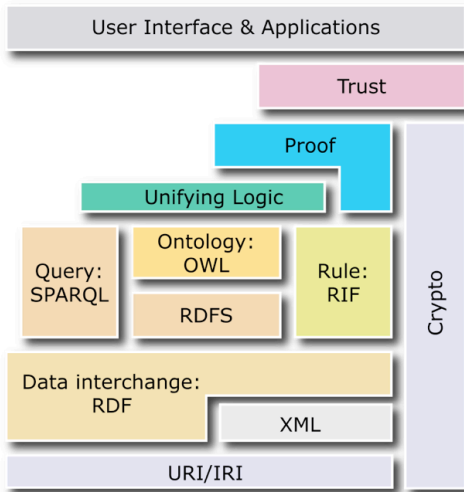 User Interface & Applications
Trust
Proof
Unifying Logic
Query:
SPARQL
Ontology:
OWL
RDFS
Rule:
RIF
Crypto
Data interchange:
RDF
XML
URI/IRI